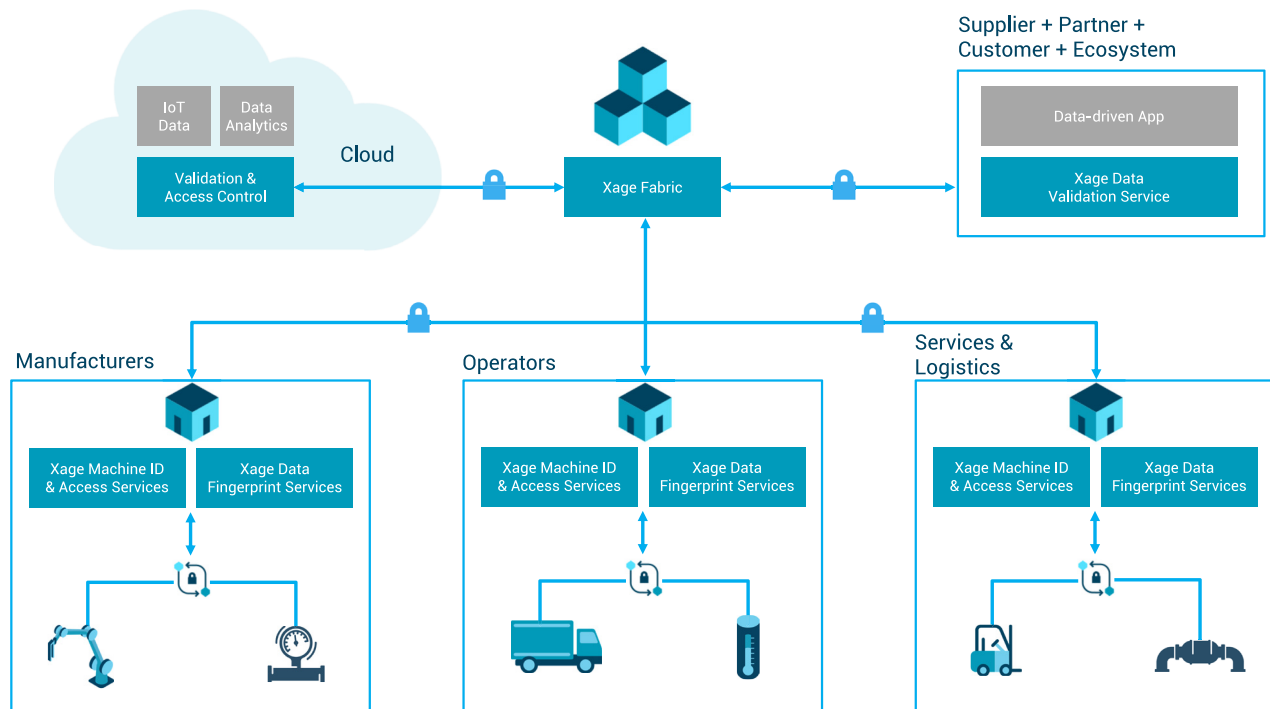 Supplier + Partner +
Customer + Ecosystem
IoT
Data
Data
Analytics
Cloud
Validation &
Access Control
Xage Fabric
Data-driven App
Xage Data
Validation Service
Manufacturers
Xage Machine ID
& Access Services
Xage Data
Fingerprint Services
Operators
Xage Machine ID
& Access Services
Xage Data
Fingerprint Services
Services &
Logistics
Xage Machine ID
& Access Services
Xage Data
Fingerprint Services